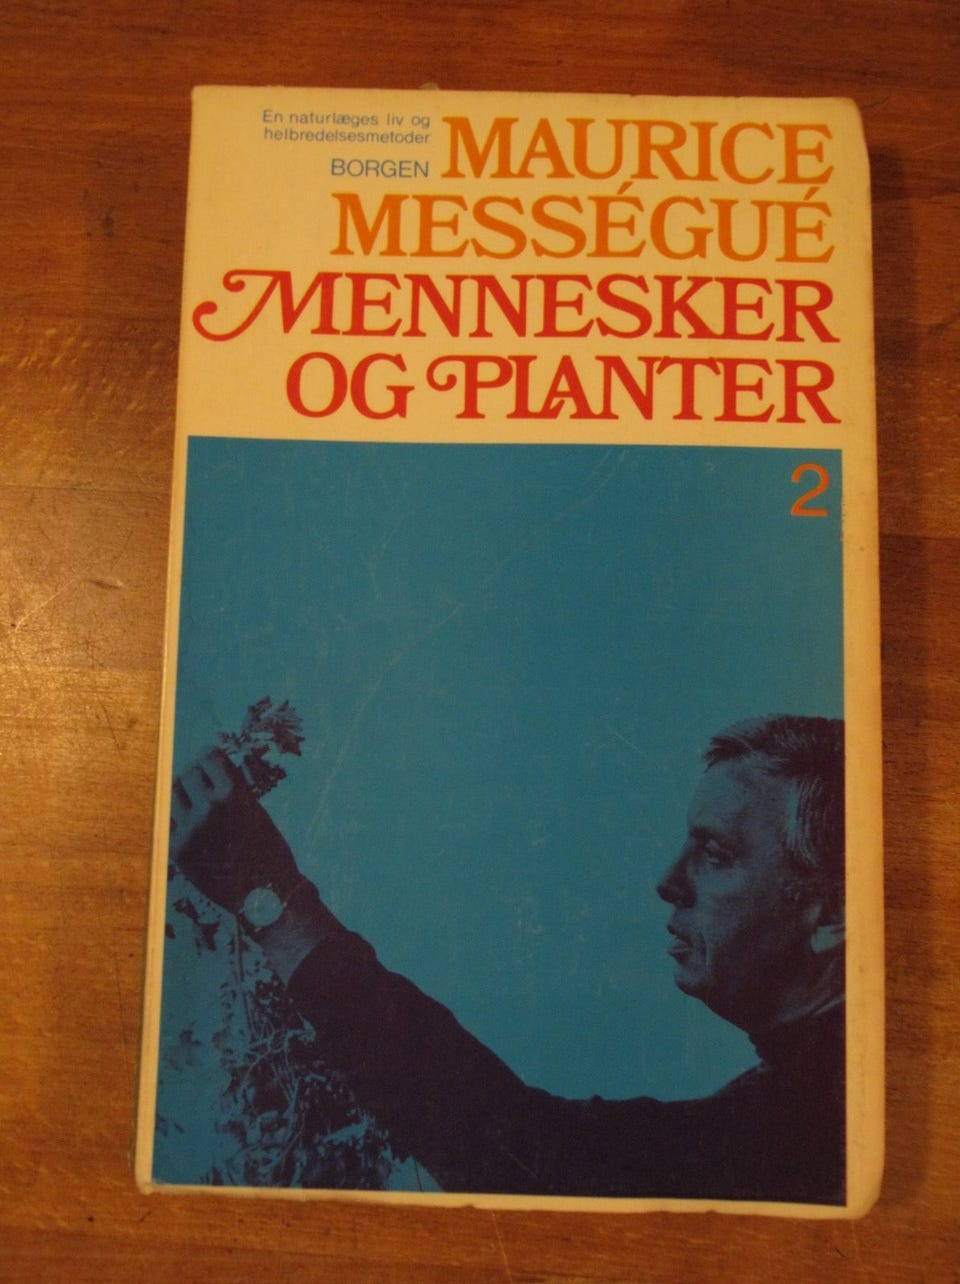 En naturlæges liv og
helbredelsesmetoder
BORGEN
MAURICE
MESSÉGUÉ
MENNESKER
OG PLANTER
2